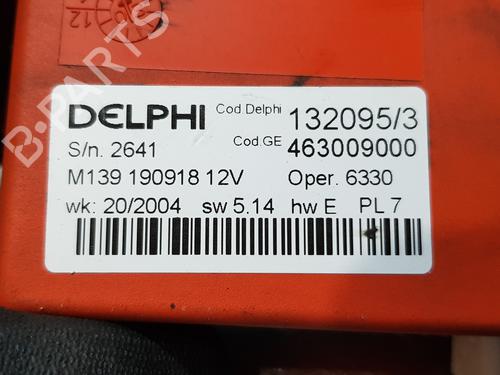 12
B-PARTS
DELPHI Cod.Delphi 132095/3
S/n. 2641 Cod.GE 463009000
M139 190918 12V Oper. 6330
wk: 20/2004 sw 5.14 hw E PL 7